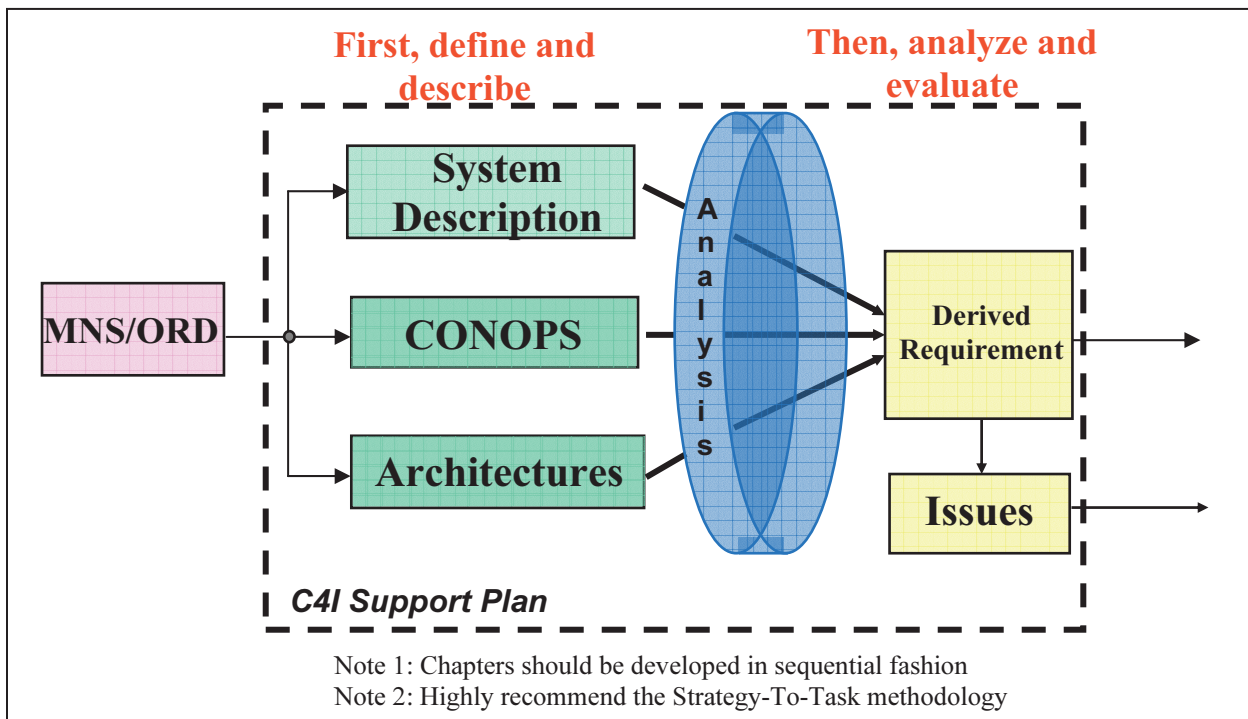 First, define and
describe
Then, analyze and
evaluate
System
Description
MNS/ORD
CONOPS
Architectures
Analysis
Derived
Requirement
Issues
C4I Support Plan
Note 1: Chapters should be developed in sequential fashion
Note 2: Highly recommend the Strategy-To-Task methodology